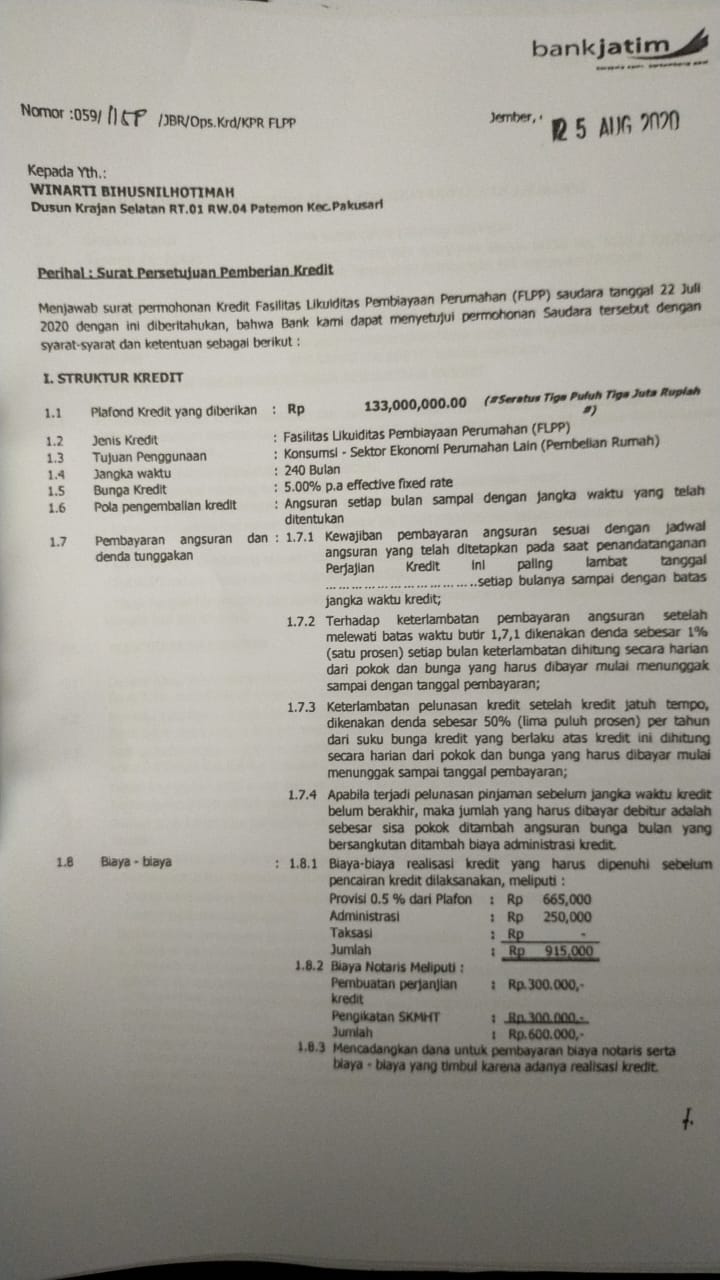 bankjatim
Nomor :059/ /JBR/Ops.Krd/KPR FLPP
Jember,
25 AUG 2020
Kepada Yth.:
WINARTI BIHUSNILHOTIMAH
Dusun Krajan Selatan RT.01 RW.04 Patemon Kec.Pakusari
Perihal : Surat Persetujuan Pemberian Kredit
Menjawab surat permohonan Kredit Fasilitas Likuiditas Pembiayaan Perumahan (FLPP) saudara tanggal 22 Juli
2020 dengan ini diberitahukan, bahwa Bank kami dapat menyetujui permohonan Saudara tersebut dengan
syarat-syarat dan ketentuan sebagai berikut :
I. STRUKTUR KREDIT
1.1 Plafond Kredit yang diberikan : Rp 133,000,000.00 (#Seratus Tiga Puluh Tiga Juta Rupiah
#)
1.2 Jenis Kredit : Fasilitas Likuiditas Pembiayaan Perumahan (FLPP)
1.3 Tujuan Penggunaan : Konsumsi - Sektor Ekonomi Perumahan Lain (Pembelian Rumah)
1.4 Jangka waktu : 240 Bulan
1.5 Bunga Kredit : 5.00% p.a effective fixed rate
1.6 Pola pengembalian kredit : Angsuran setiap bulan sampai dengan jangka waktu yang telah
ditentukan
1.7 Pembayaran angsuran dan : 1.7.1 Kewajiban pembayaran angsuran sesuai dengan jadwal
denda tunggakan angsuran yang telah ditetapkan pada saat penandatanganan
Perjajian Kredit ini paling lambat tanggal
.................................setiap bulanya sampai dengan batas
jangka waktu kredit;
1.7.2 Terhadap keterlambatan pembayaran angsuran setelah
melewati batas waktu butir 1,7,1 dikenakan denda sebesar 1%
(satu prosen) setiap bulan keterlambatan dihitung secara harian
dari pokok dan bunga yang harus dibayar mulai menunggak
sampai dengan tanggal pembayaran;
1.7.3 Keterlambatan pelunasan kredit setelah kredit jatuh tempo,
dikenakan denda sebesar 50% (lima puluh prosen) per tahun
dari suku bunga kredit yang berlaku atas kredit ini dihitung
secara harian dari pokok dan bunga yang harus dibayar mulai
menunggak sampai tanggal pembayaran;
1.7.4 Apabila terjadi pelunasan pinjaman sebelum jangka waktu kredit
belum berakhir, maka jumlah yang harus dibayar debitur adalah
sebesar sisa pokok ditambah angsuran bunga bulan yang
bersangkutan ditambah biaya administrasi kredit.
1.8 Biaya - biaya : 1.8.1 Biaya-biaya realisasi kredit yang harus dipenuhi sebelum
pencairan kredit dilaksanakan, meliputi :
Provisi 0.5 % dari Plafon : Rp 665,000
Administrasi : Rp 250,000
Taksasi : Rp -
Jumlah : Rp 915,000
1.8.2 Biaya Notaris Meliputi :
Pembuatan perjanjian : Rp.300.000,-
kredit
Pengikatan SKMHT : Rp.300.000,-
Jumlah : Rp.600.000,-
1.8.3 Mencadangkan dana untuk pembayaran biaya notaris serta
biaya - biaya yang timbul karena adanya realisasi kredit.